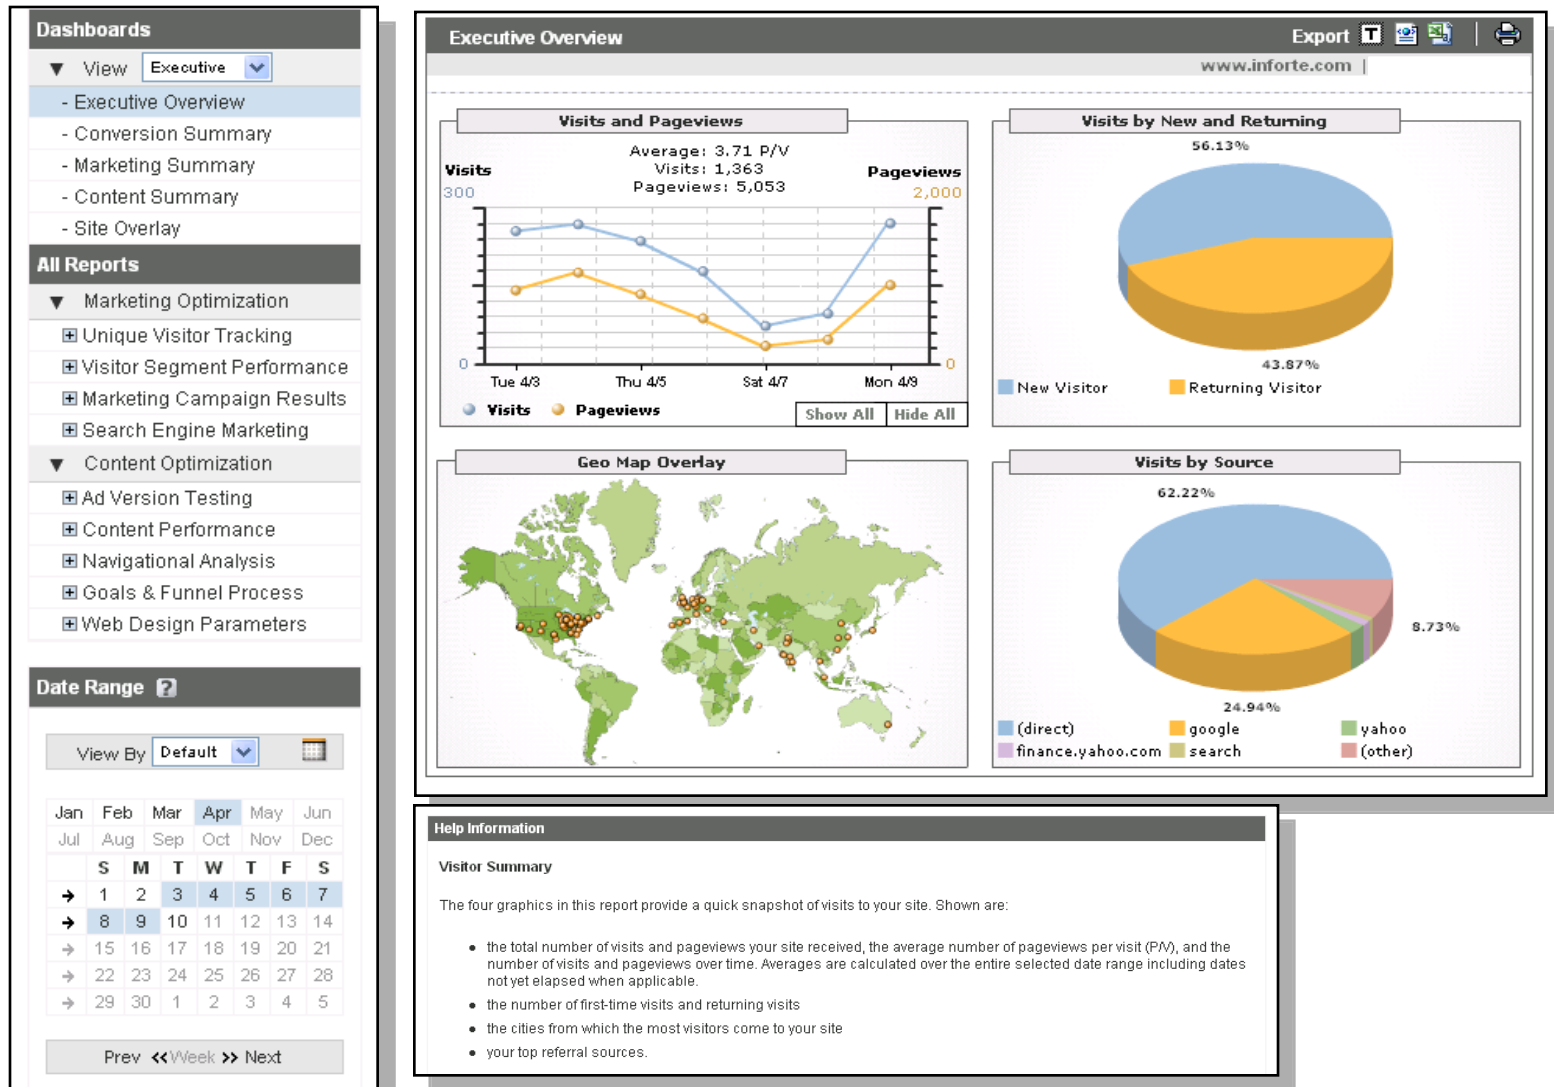 Dashboards
View Executive
- Executive Overview
- Conversion Summary
- Marketing Summary
- Content Summary
- Site Overlay
All Reports
Marketing Optimization
Unique Visitor Tracking
Visitor Segment Performance
Marketing Campaign Results
Search Engine Marketing
Content Optimization
Ad Version Testing
Content Performance
Navigational Analysis
Goals & Funnel Process
Web Design Parameters
Date Range ?
View By Default
Jan Feb Mar Apr May Jun
Jul Aug Sep Oct Nov Dec
S M T W T F S
1 2 3 4 5 6 7
8 9 10 11 12 13 14
15 16 17 18 19 20 21
22 23 24 25 26 27 28
29 30 1 2 3 4 5
Prev <<Week>> Next
Executive Overview
Export T
www.inforte.com |
Visits and Pageviews
Average: 3.71 P/V
Visits: 1,363
Pageviews: 5,053
Visits
300
Pageviews
2,000
0
0
Tue 4/3 Thu 4/5 Sat 4/7 Mon 4/9
Visits Pageviews
Show All Hide All
Visits by New and Returning
56.13%
43.87%
New Visitor Returning Visitor
Geo Map Overlay
Visits by Source
62.22%
8.73%
24.94%
(direct) google yahoo
finance.yahoo.com search (other)
Help Information
Visitor Summary
The four graphics in this report provide a quick snapshot of visits to your site. Shown are:
• the total number of visits and pageviews your site received, the average number of pageviews per visit (P/V), and the
number of visits and pageviews over time. Averages are calculated over the entire selected date range including dates
not yet elapsed when applicable.
• the number of first-time visits and returning visits
• the cities from which the most visitors come to your site
• your top referral sources.